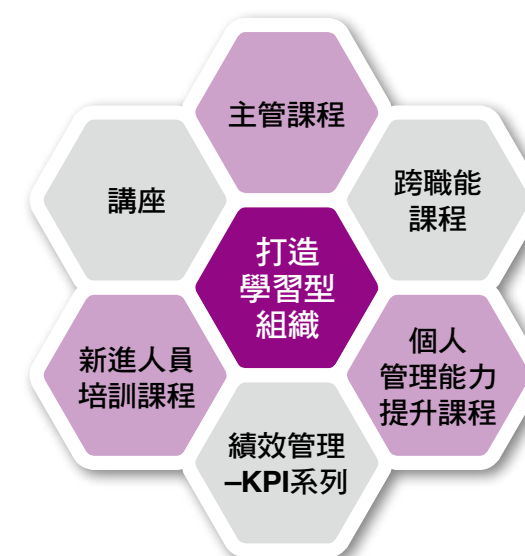 主管課程
講座
跨職能
課程
打造
學習型
組織
新進人員
培訓課程
個人
管理能力
提升課程
績效管理
–KPI系列